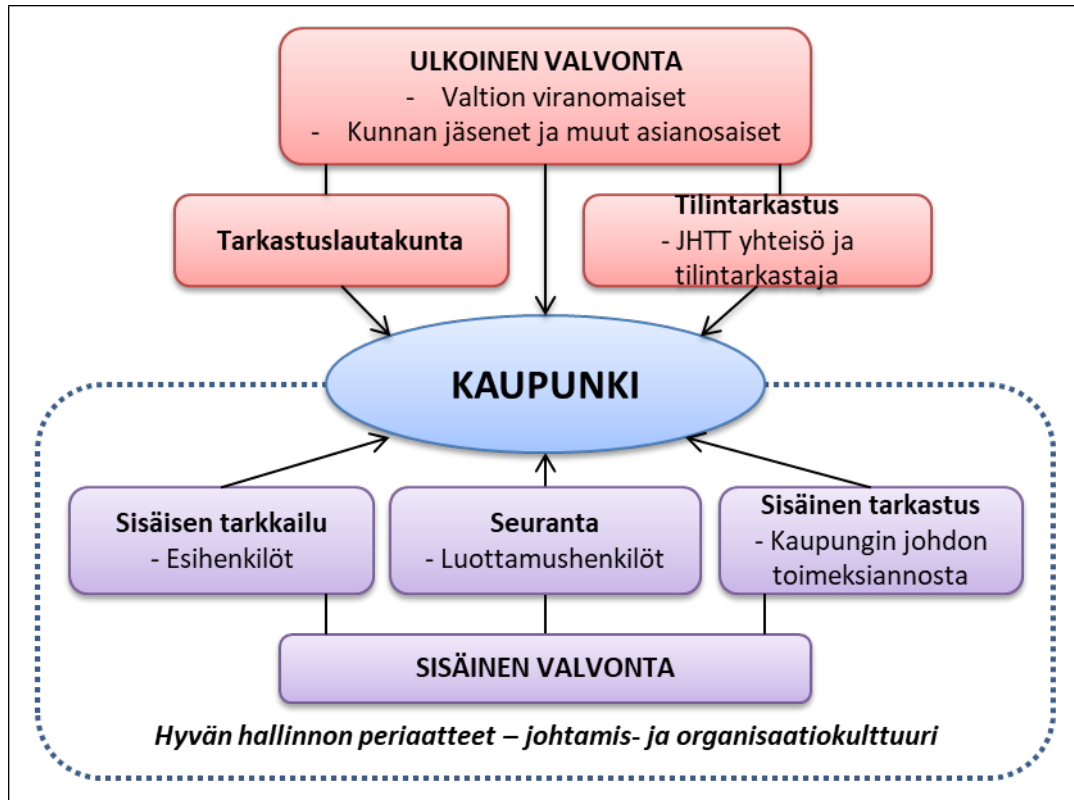 ULKOINEN VALVONTA
- Valtion viranomaiset
- Kunnan jäsenet ja muut asianosaiset
Tarkastuslautakunta
Tilintarkastus
- JHTT yhteisö ja
tilintarkastaja
KAUPUNKI
Sisäisen tarkkailu
- Esihenkilöt
Seuranta
- Luottamushenkilöt
Sisäinen tarkastus
- Kaupungin johdon
toimeksiannosta
SISÄINEN VALVONTA
Hyvän hallinnon periaatteet – johtamis- ja organisaatiokulttuuri